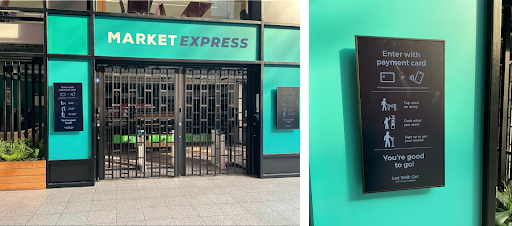 MARKET EXPRESS
Enter with
payment card
Tap once
on entry
Grab what
you want
Sign up to get
your receipt
You're good
to go!
Just Walk Out